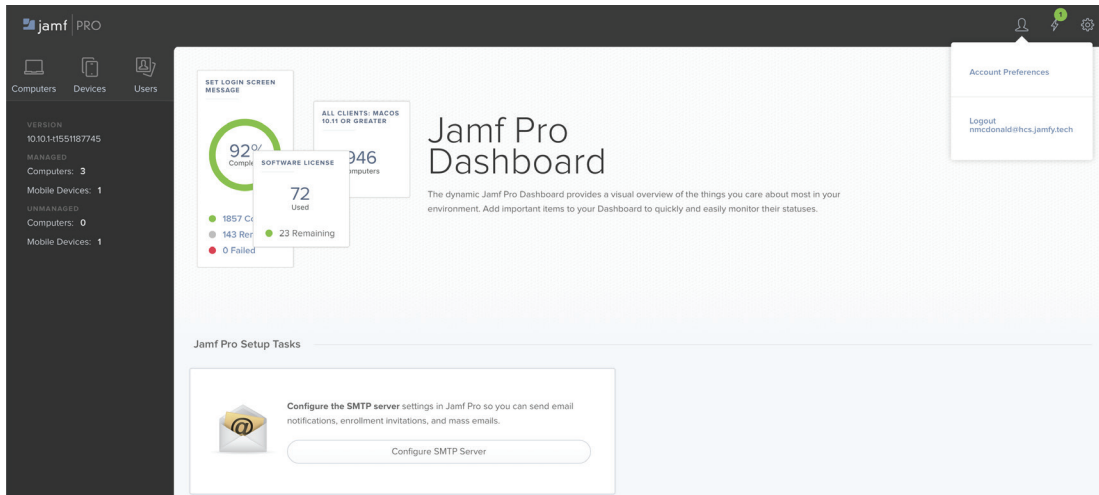 jamf PRO
1
Computers
Devices
Users
VERSION
10.10.1-t1551187745
MANAGED
Computers: 3
Mobile Devices: 1
UNMANAGED
Computers: 0
Mobile Devices: 1
SET LOGIN SCREEN
MESSAGE
92%
1857
143
0 Failed
ALL CLIENTS: MACOS
10.11 OR GREATER
946
SOFTWARE LICENSE
72
Used
23 Remaining
Jamf Pro
Dashboard
The dynamic Jamf Pro Dashboard provides a visual overview of the things you care about most in your
environment. Add important items to your Dashboard to quickly and easily monitor their statuses.
Account Preferences
Logout
nmcdonald@hcs.jamfy.tech
Jamf Pro Setup Tasks
Configure the SMTP server settings in Jamf Pro so you can send email
notifications, enrollment invitations, and mass emails.
Configure SMTP Server